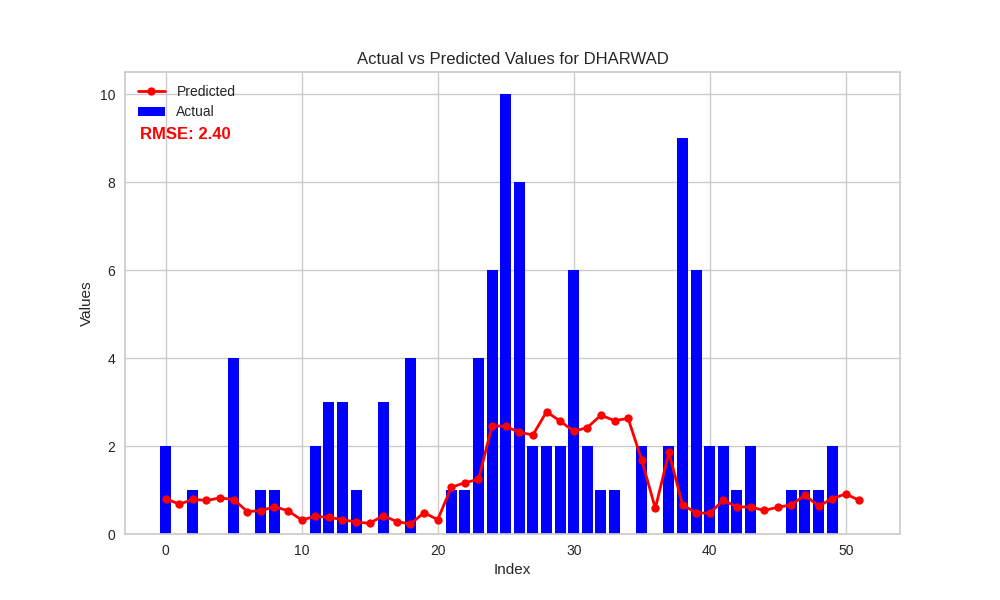 Actual vs Predicted Values for DHARWAD
Predicted
Actual
RMSE: 2.40
10
8
6
4
2
0
Values
0 10 20 30 40 50
Index